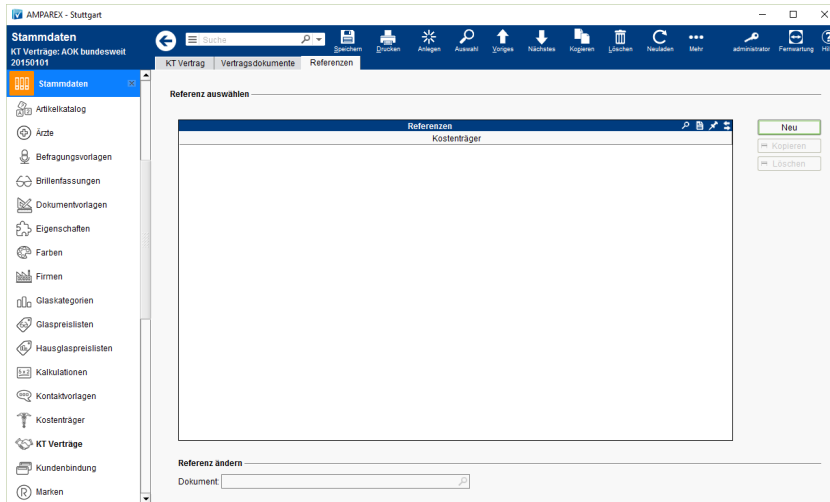 AMPAREX - Stuttgart
Stammdaten
KT Verträge: AOK bundesweit
20150101
Suche
Speichern
Drucken
Anlegen
Auswahl
Voriges
Nächstes
Kopieren
Löschen
Neuladen
Mehr
administrator
Fernwartung
KT Vertrag
Vertragsdokumente
Referenzen
Stammdaten
Artikelkatalog
Ärzte
Befragungsvorlagen
Brillenfassungen
Dokumentvorlagen
Eigenschaften
Farben
Firmen
Glaskategorien
Glaspreislisten
Hausglaspreislisten
Kalkulationen
Kontaktvorlagen
Kostenträger
KT Verträge
Kundenbindung
Marken
Referenz auswählen
Referenzen
Kostenträger
Neu
Kopieren
Löschen
Referenz ändern
Dokument: